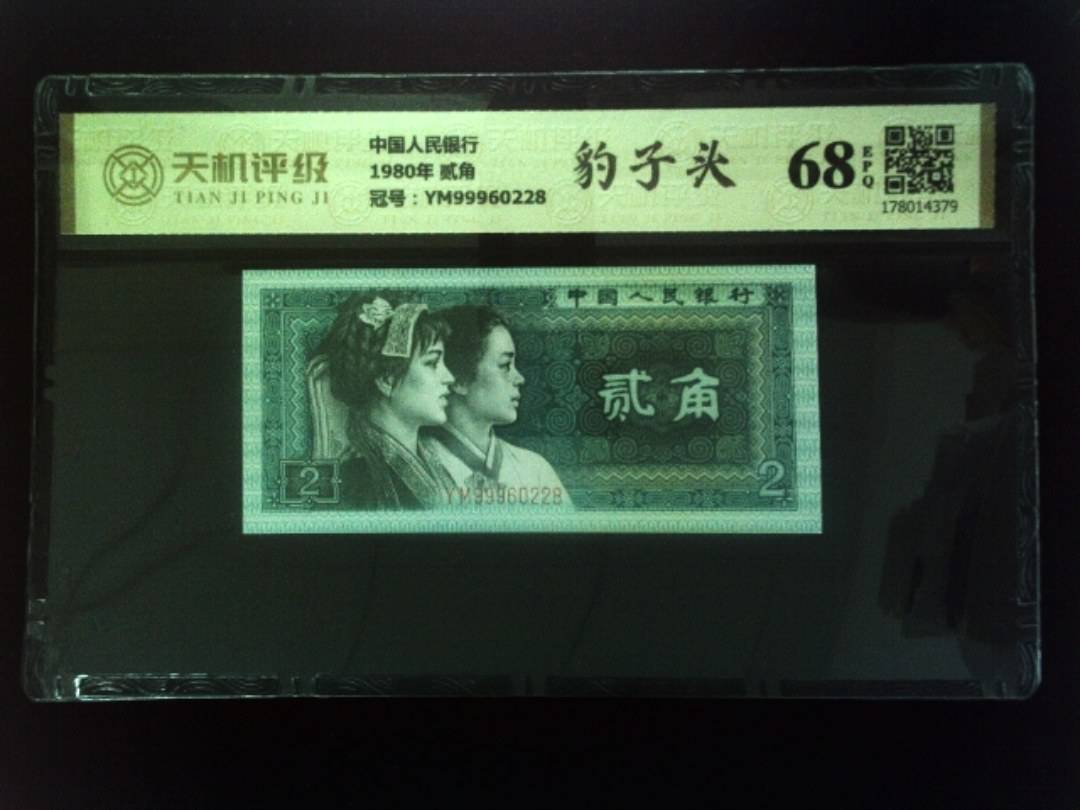 天机评级
TIAN JI PING JI
中国人民银行
1980年 贰角
冠号：YM99960228
豹子头
68
EPQ
178014379
中国人民银行
贰角
2
YM99960228
2